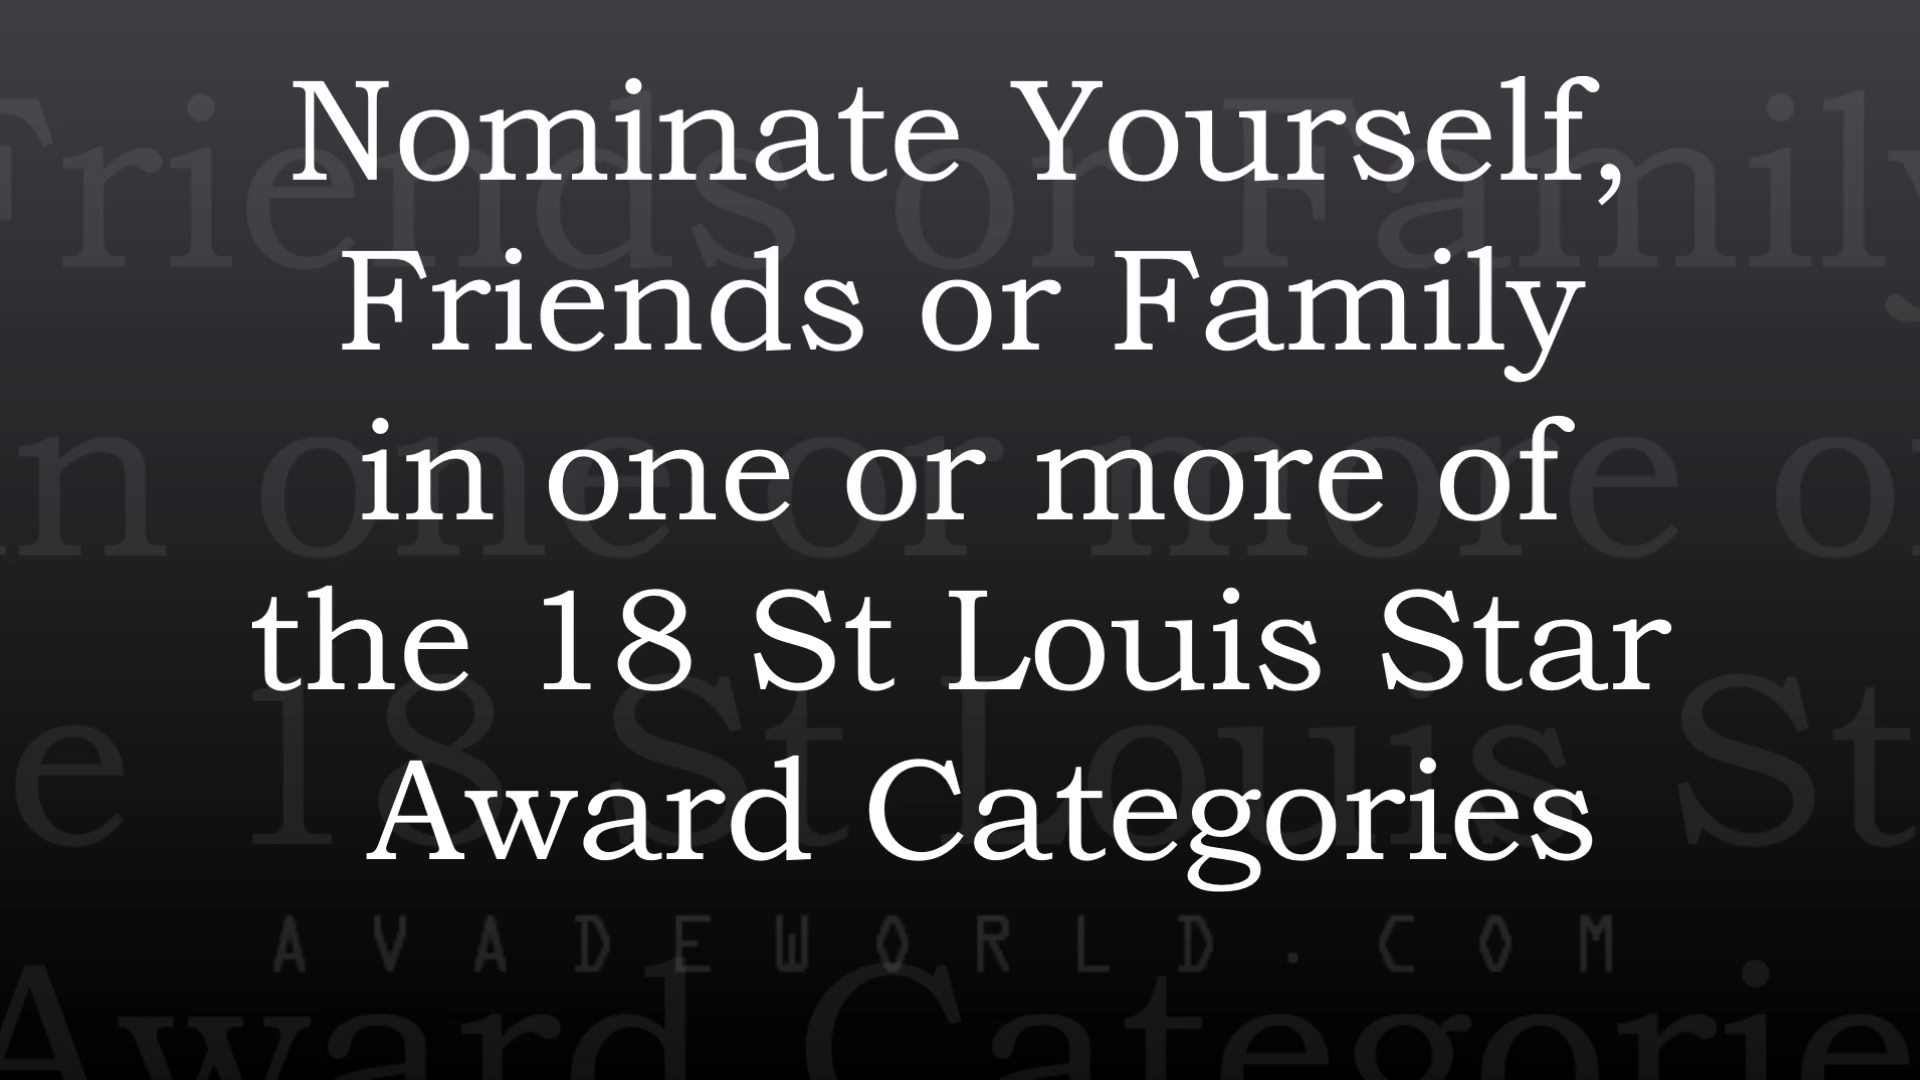 Nominate Yourself,
Friends or Family
in one or more of
the 18 St Louis Star
Award Categories
AVADEWORLD.COM